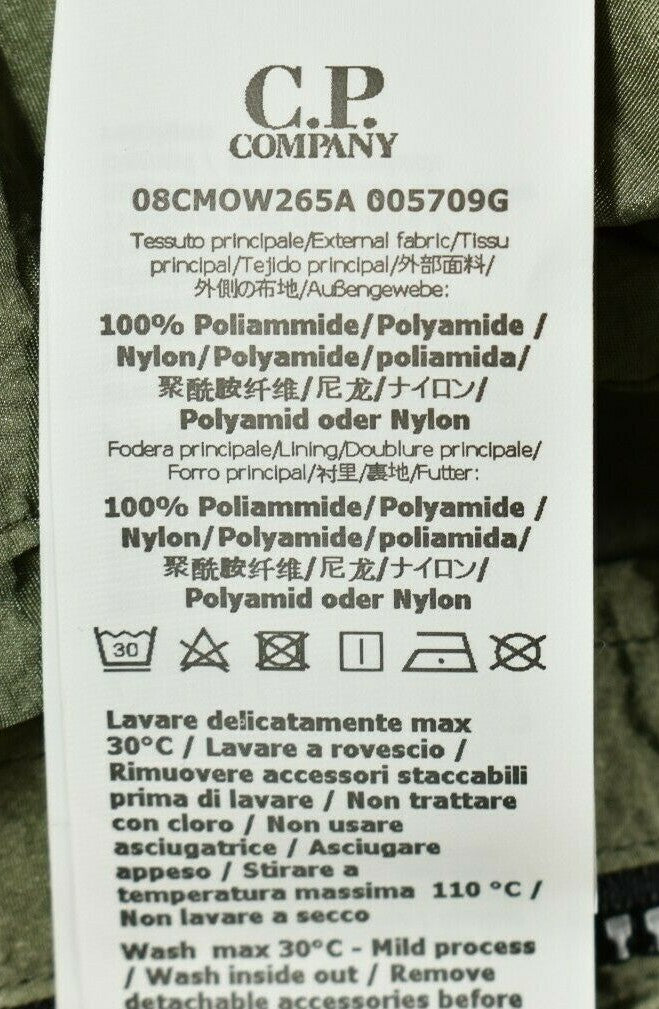 C.P.
COMPANY
08CMOW265A 005709G
Tessuto principale/External fabric/Tissu
principal/Tejido principal/外部面料/
外側の布地/Außengewebe:
100% Poliammide/Polyamide /
Nylon/Polyamide/poliamida/
聚酰胺纤维/尼龙/ナイロン/
Polyamid oder Nylon
Fodera principale/Lining/Doublure principale/
Forro principal/衬里/裏地/Futter:
100% Poliammide/Polyamide /
Nylon/Polyamide/poliamida/
聚酰胺纤维/尼龙/ナイロン/
Polyamid oder Nylon
30
Lavare delicatamente max
30°C / Lavare a rovescio /
Rimuovere accessori staccabili
prima di lavare / Non trattare
con cloro / Non usare
asciugatrice / Asciugare
appeso / Stirare a
temperatura massima 110 °C /
Non lavare a secco
Wash max 30°C - Mild process
/ Wash inside out / Remove
detachable accessories before